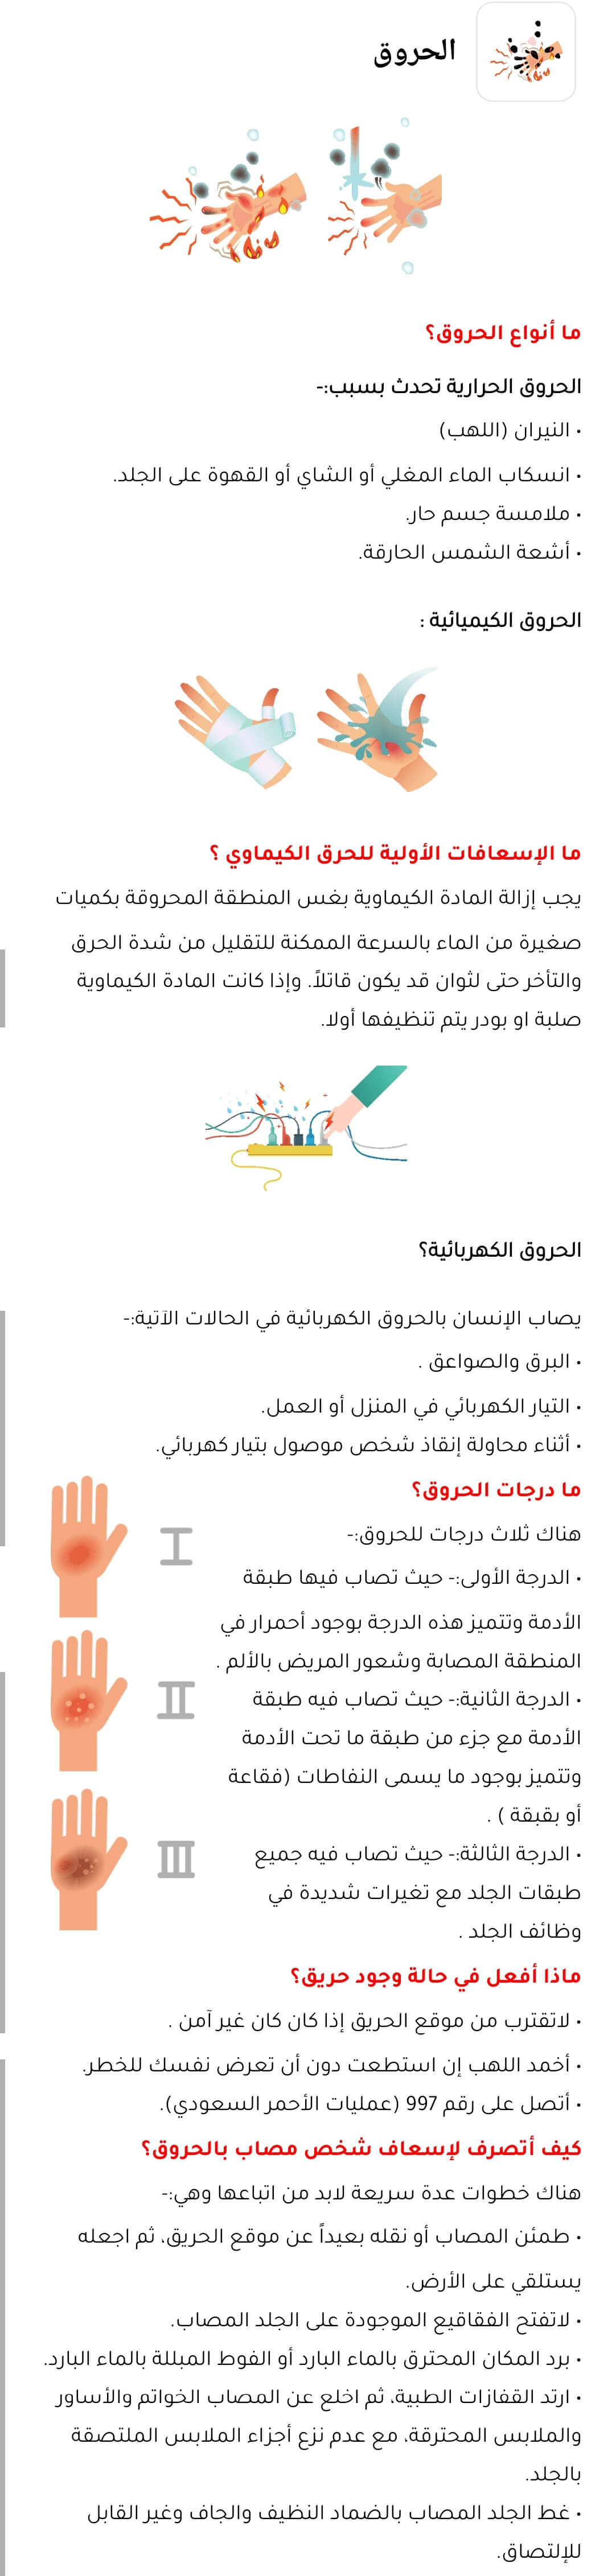 الحروق
ما أنواع الحروق؟
الحروق الحرارية تحدث بسبب:-
• النيران (اللهب)
• انسكاب الماء المغلي أو الشاي أو القهوة على الجلد.
• ملامسة جسم حار.
• أشعة الشمس الحارقة.
الحروق الكيميائية :
ما الإسعافات الأولية للحرق الكيماوي ؟
يجب إزالة المادة الكيماوية بغس المنطقة المحروقة بكميات
صغيرة من الماء بالسرعة الممكنة للتقليل من شدة الحرق
والتأخر حتى لثوان قد يكون قاتلاً. وإذا كانت المادة الكيماوية
صلبة او بودر يتم تنظيفها أولا.
الحروق الكهربائية؟
يصاب الإنسان بالحروق الكهربائية في الحالات الآتية:-
• البرق والصواعق .
• التيار الكهربائي في المنزل أو العمل.
• أثناء محاولة إنقاذ شخص موصول بتيار كهربائي.
ما درجات الحروق؟
هناك ثلاث درجات للحروق:-
• الدرجة الأولى:- حيث تصاب فيها طبقة
الأدمة وتتميز هذه الدرجة بوجود أحمرار في
المنطقة المصابة وشعور المريض بالألم .
I
• الدرجة الثانية:- حيث تصاب فيه طبقة
الأدمة مع جزء من طبقة ما تحت الأدمة
وتتميز بوجود ما يسمى النفاطات (فقاعة
أو بقبقة ) .
II
• الدرجة الثالثة:- حيث تصاب فيه جميع
طبقات الجلد مع تغيرات شديدة في
وظائف الجلد .
III
ماذا أفعل في حالة وجود حريق؟
• لاتقترب من موقع الحريق إذا كان كان غير آمن .
• أخمد اللهب إن استطعت دون أن تعرض نفسك للخطر.
• أتصل على رقم 997 (عمليات الأحمر السعودي).
كيف أتصرف لإسعاف شخص مصاب بالحروق؟
هناك خطوات عدة سريعة لابد من اتباعها وهي:-
• طمئن المصاب أو نقله بعيداً عن موقع الحريق، ثم اجعله
يستلقي على الأرض.
• لاتفتح الفقاقيع الموجودة على الجلد المصاب.
• برد المكان المحترق بالماء البارد أو الفوط المبللة بالماء البارد.
• ارتد القفازات الطبية، ثم اخلع عن المصاب الخواتم والأساور
والملابس المحترقة، مع عدم نزع أجزاء الملابس الملتصقة
بالجلد.
• غط الجلد المصاب بالضماد النظيف والجاف وغير القابل
للإلتصاق.